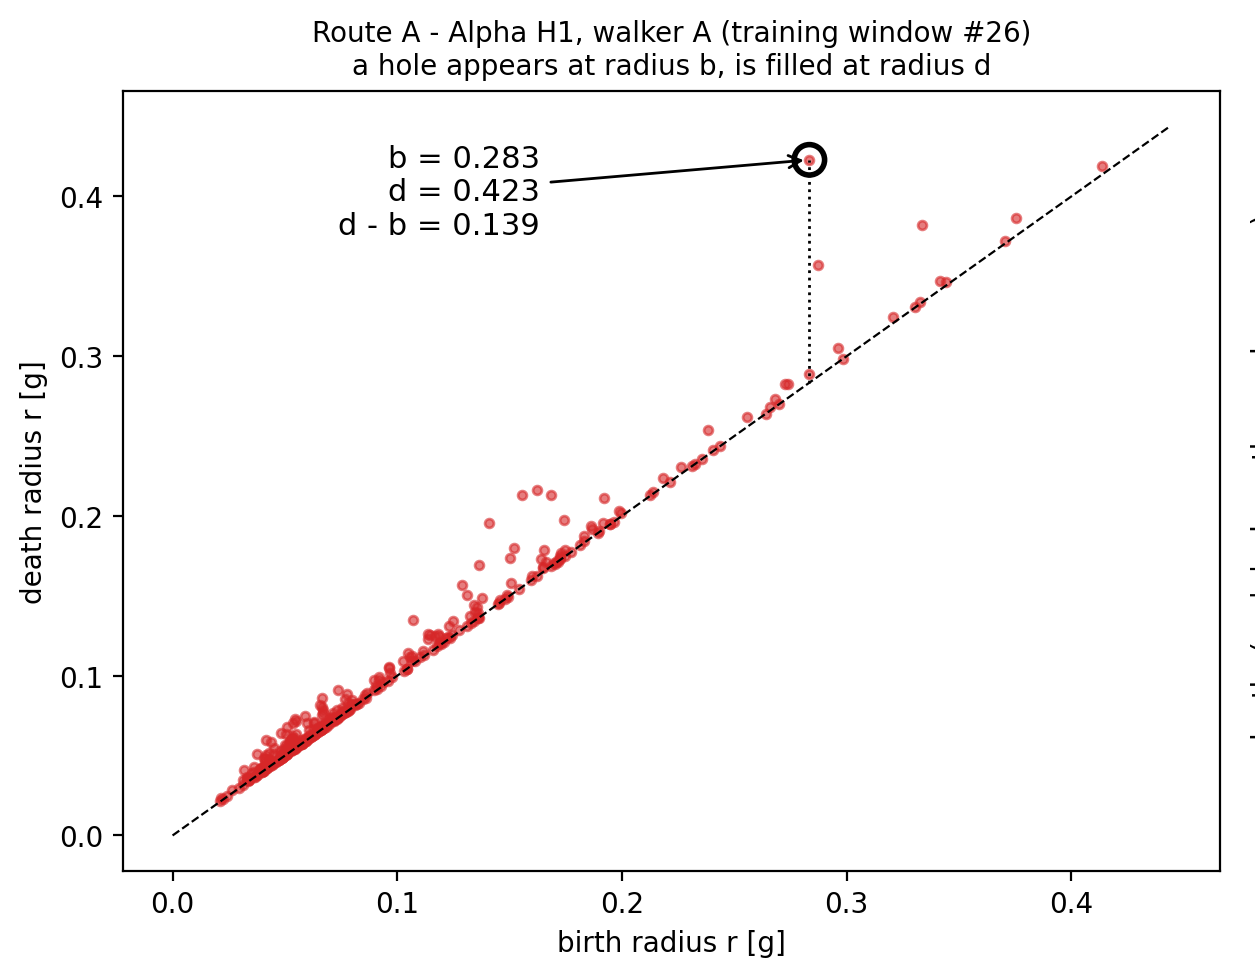 Route A - Alpha H1, walker A (training window #26)
a hole appears at radius b, is filled at radius d
b = 0.283
d = 0.423
d - b = 0.139
death radius r [g]
0.4
0.3
0.2
0.1
0.0
0.0 0.1 0.2 0.3 0.4
birth radius r [g]